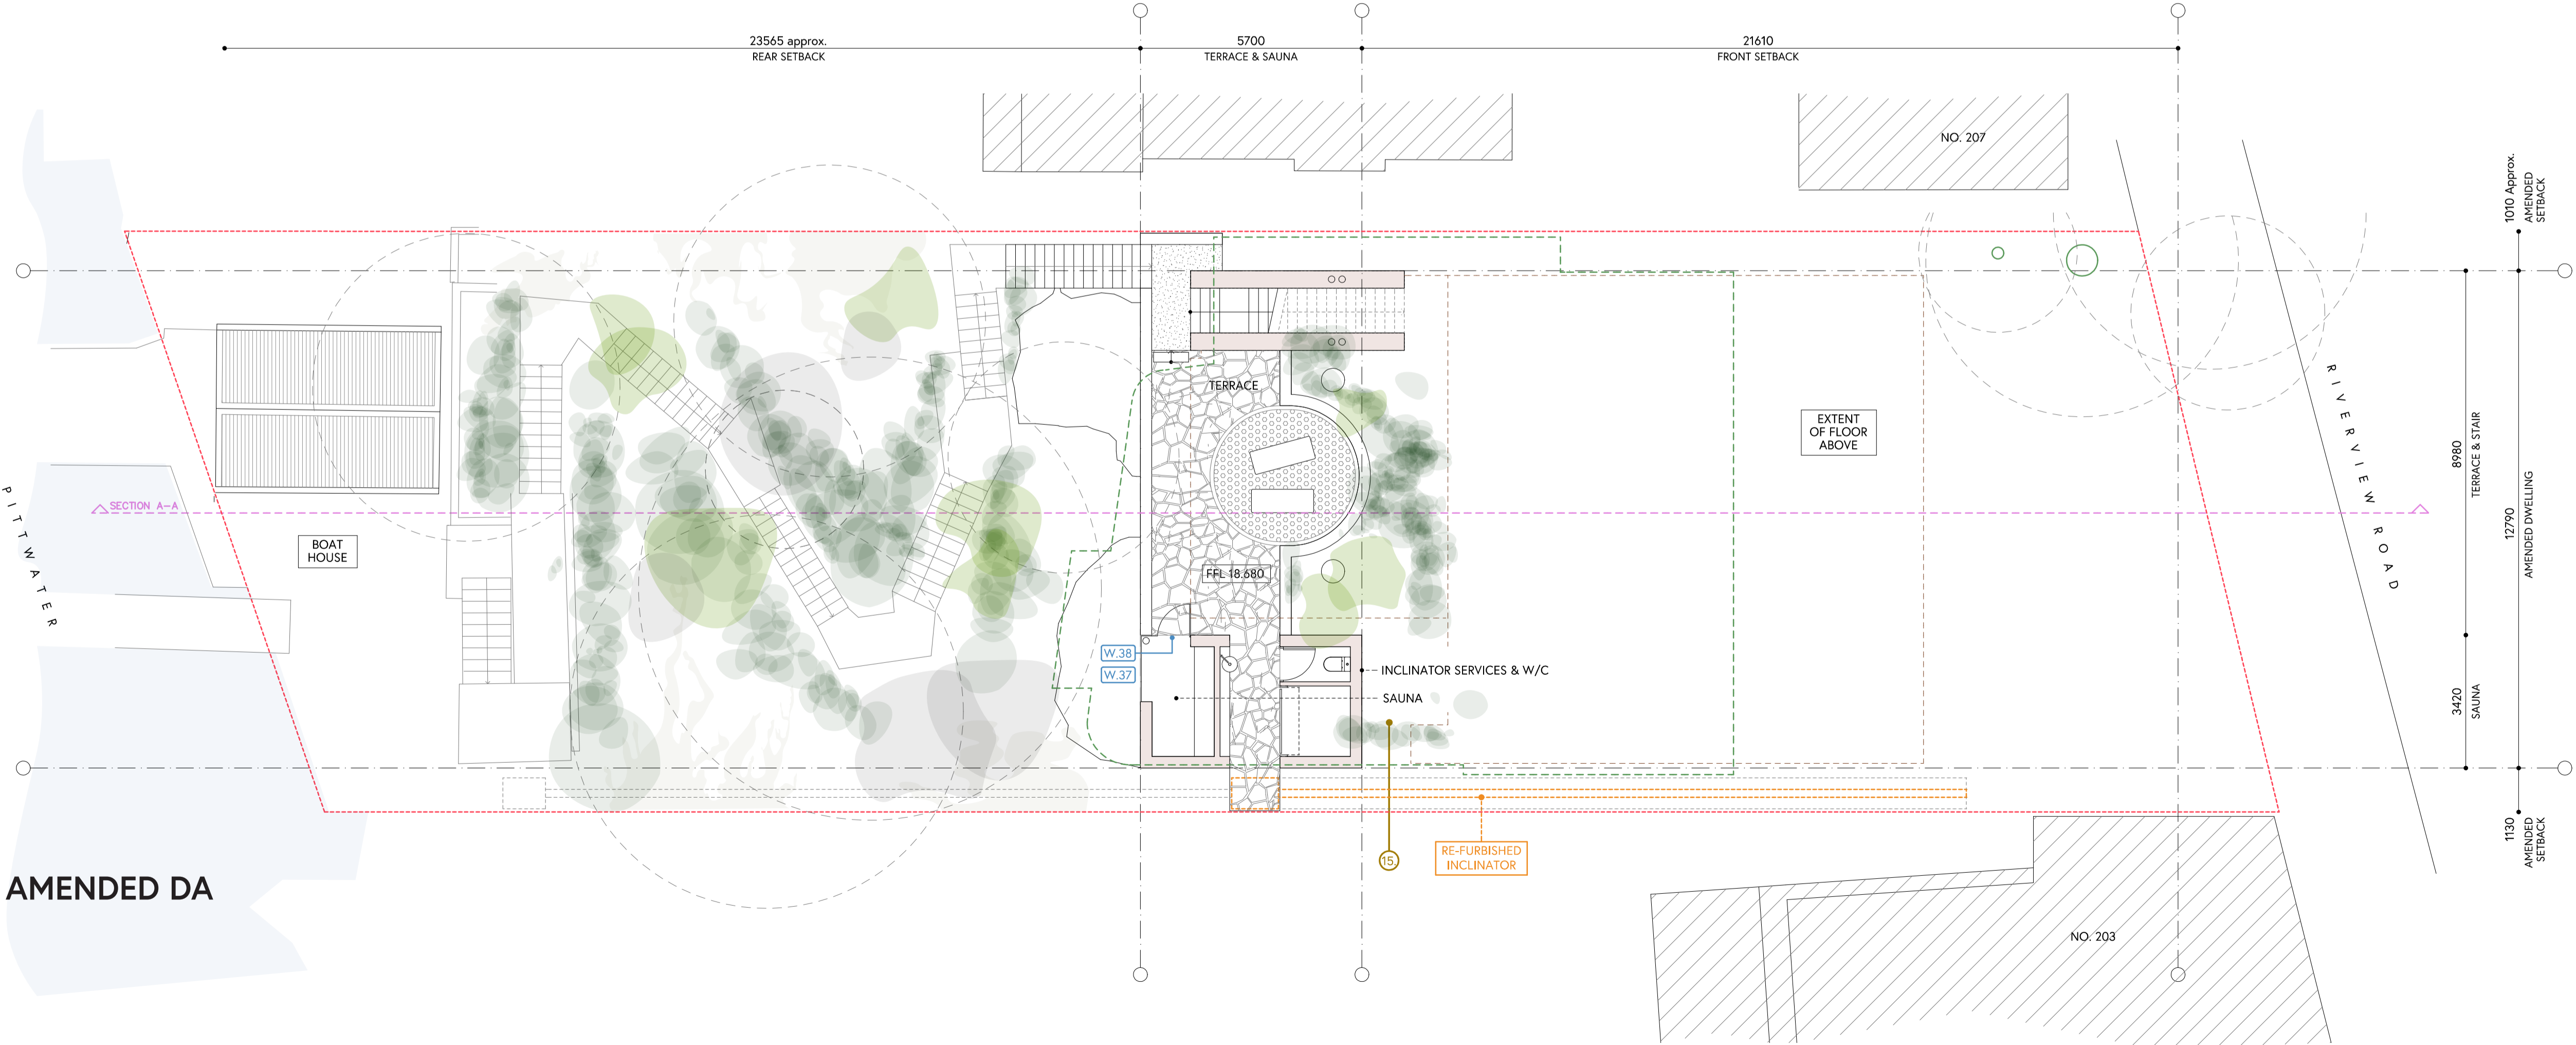 23565 approx.
REAR SETBACK
5700
TERRACE & SAUNA
21610
FRONT SETBACK
NO. 207
1010 Approx.
AMENDED
SETBACK
TERRACE
EXTENT
OF FLOOR
ABOVE
RIVERVIEW ROAD
8980
TERRACE & STAIR
12790
AMENDED DWELLING
PITTWATER
SECTION A-A
BOAT
HOUSE
FFL 18.680
W.38
W.37
INCLINATOR SERVICES & W/C
SAUNA
3420
SAUNA
15.
RE-FURBISHED
INCLINATOR
1130
AMENDED
SETBACK
AMENDED DA
NO. 203